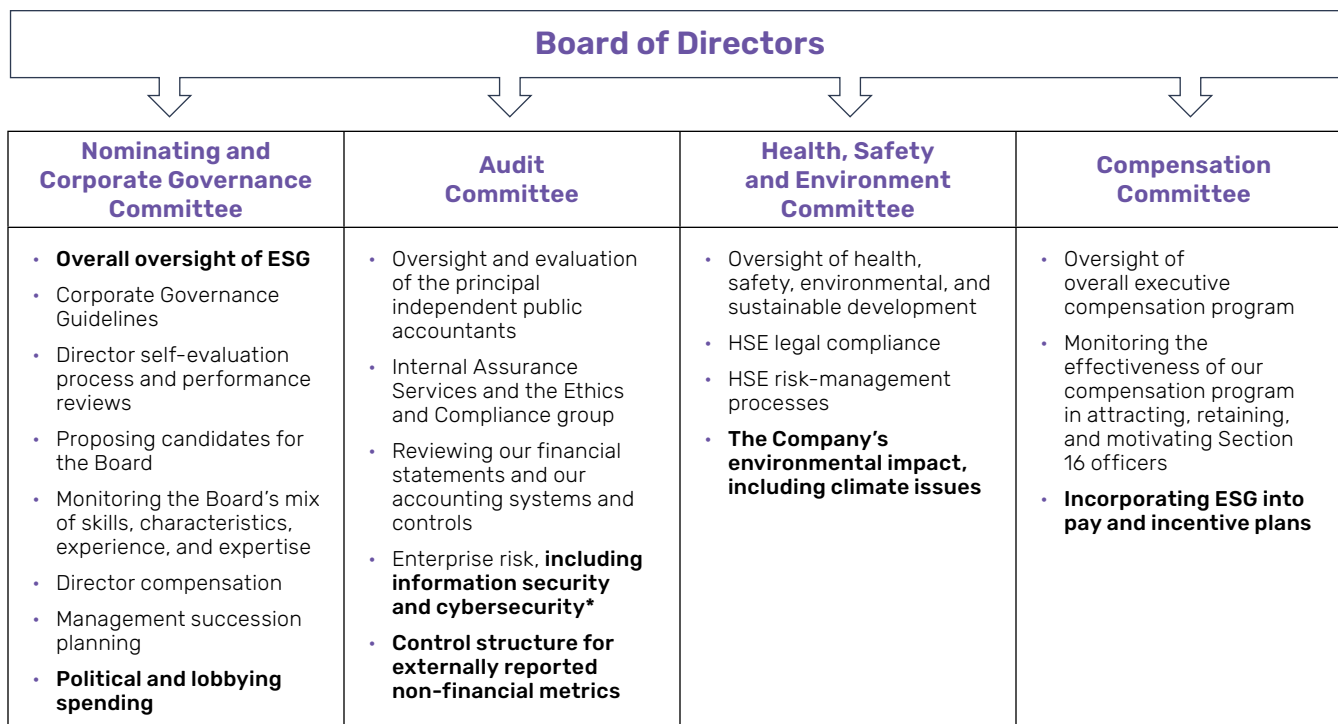 Board of Directors
Nominating and
Corporate Governance
Committee
• Overall oversight of ESG
• Corporate Governance
Guidelines
• Director self-evaluation
process and performance
reviews
• Proposing candidates for
the Board
• Monitoring the Board’s mix
of skills, characteristics,
experience, and expertise
• Director compensation
• Management succession
planning
• Political and lobbying
spending
Audit
Committee
• Oversight and evaluation
of the principal
independent public
accountants
• Internal Assurance
Services and the Ethics
and Compliance group
• Reviewing our financial
statements and our
accounting systems and
controls
• Enterprise risk, including
information security
and cybersecurity*
• Control structure for
externally reported
non-financial metrics
Health, Safety
and Environment
Committee
• Oversight of health,
safety, environmental, and
sustainable development
• HSE legal compliance
• HSE risk-management
processes
• The Company’s
environmental impact,
including climate issues
Compensation
Committee
• Oversight of
overall executive
compensation program
• Monitoring the
effectiveness of our
compensation program
in attracting, retaining,
and motivating Section
16 officers
• Incorporating ESG into
pay and incentive plans